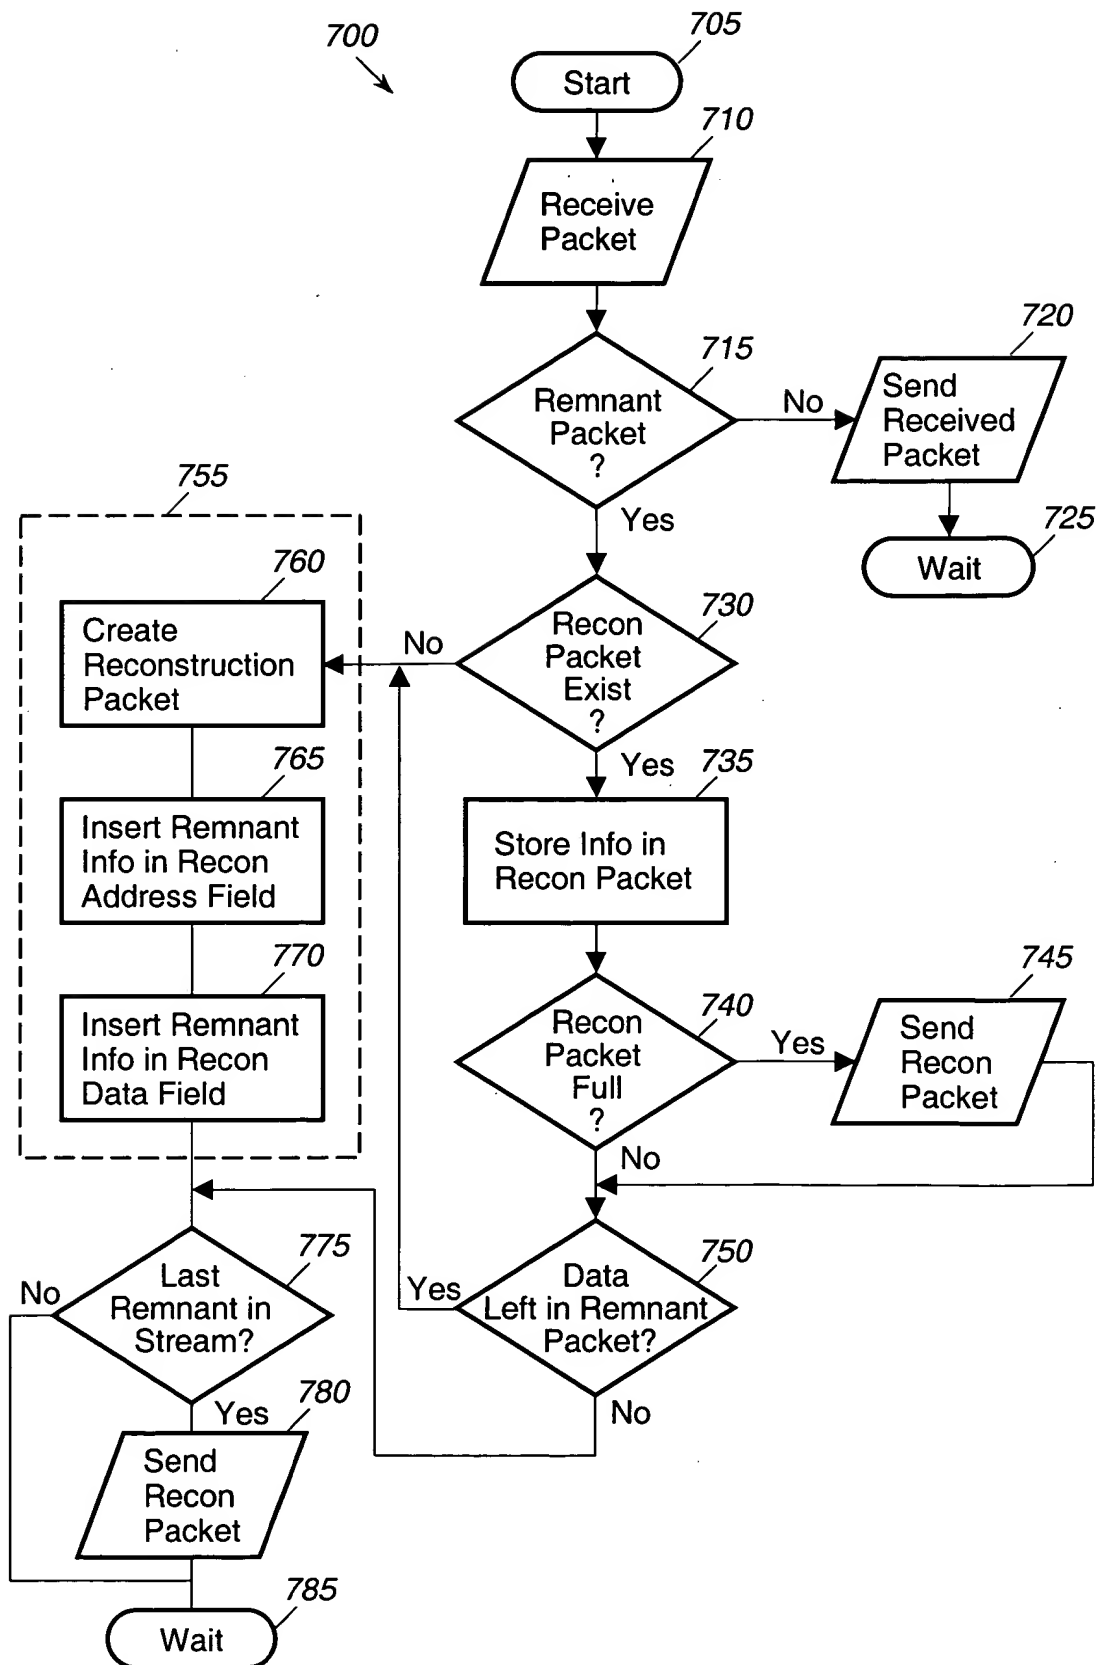 700
705
Start
710
Receive
Packet
715
Remnant
Packet
?
No
720
Send
Received
Packet
Yes
725
Wait
755
760
Create
Reconstruction
Packet
No
730
Recon
Packet
Exist
?
Yes
735
Store Info in
Recon Packet
765
Insert Remnant
Info in Recon
Address Field
770
Insert Remnant
Info in Recon
Data Field
740
Recon
Packet
Full
?
Yes
745
Send
Recon
Packet
No
750
Data
Left in Remnant
Packet?
Yes
No
775
Last
Remnant in
Stream?
No
Yes
780
Send
Recon
Packet
785
Wait